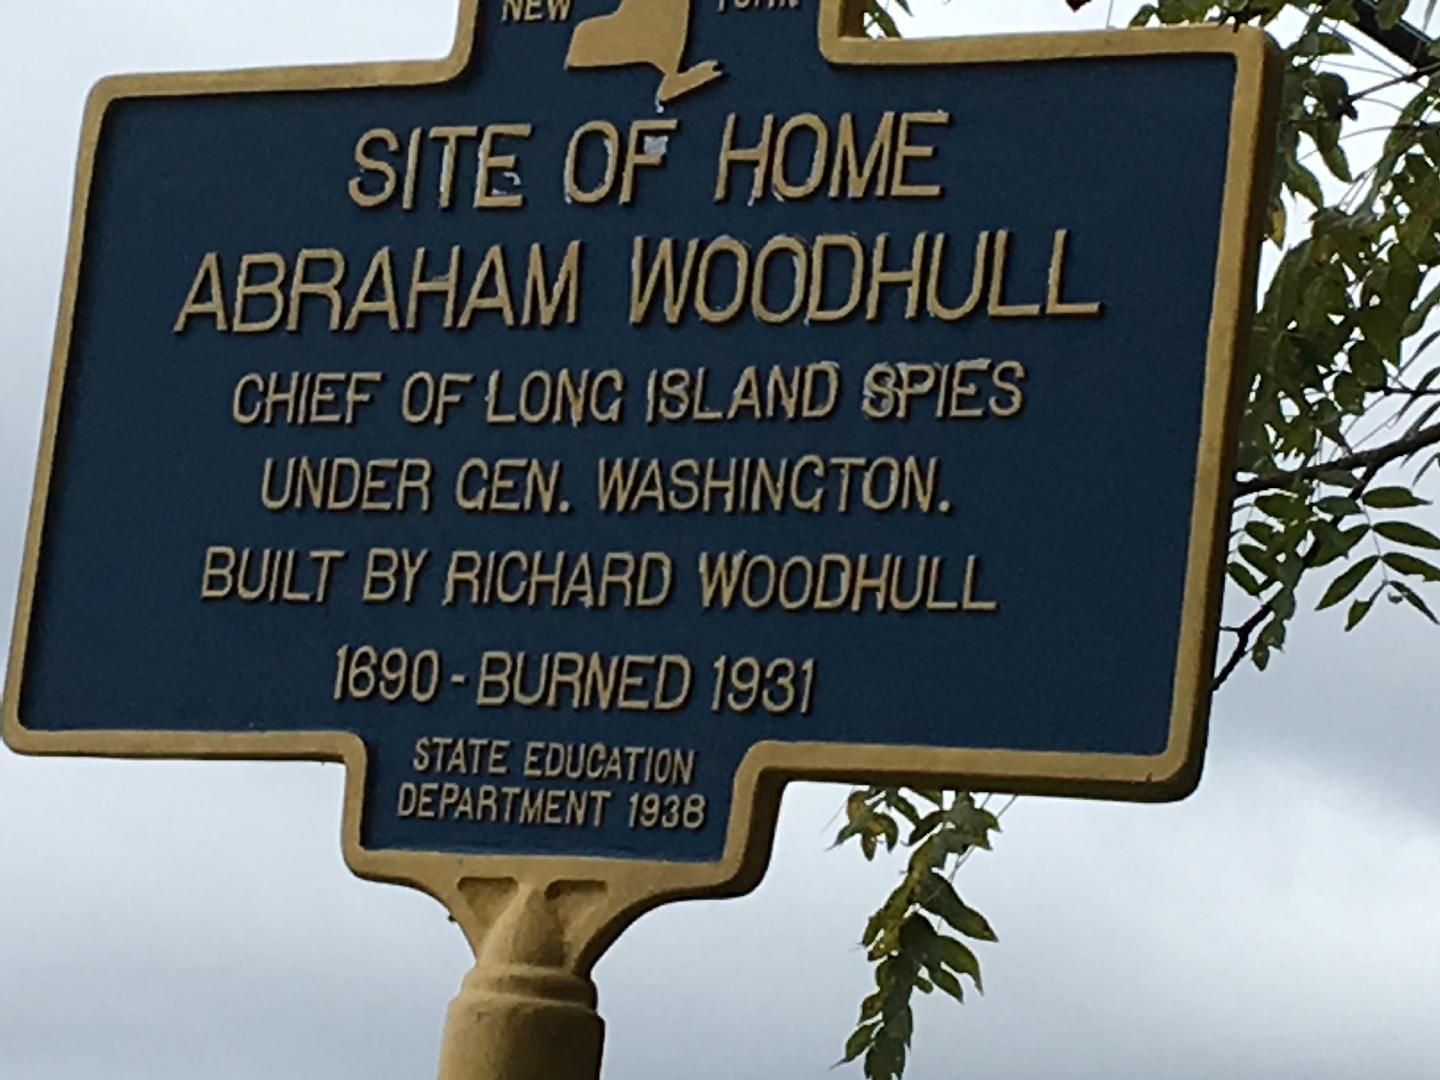 NEW YORK
SITE OF HOME
ABRAHAM WOODHULL
CHIEF OF LONG ISLAND SPIES
UNDER GEN. WASHINGTON.
BUILT BY RICHARD WOODHULL
1690 - BURNED 1931
STATE EDUCATION
DEPARTMENT 1938